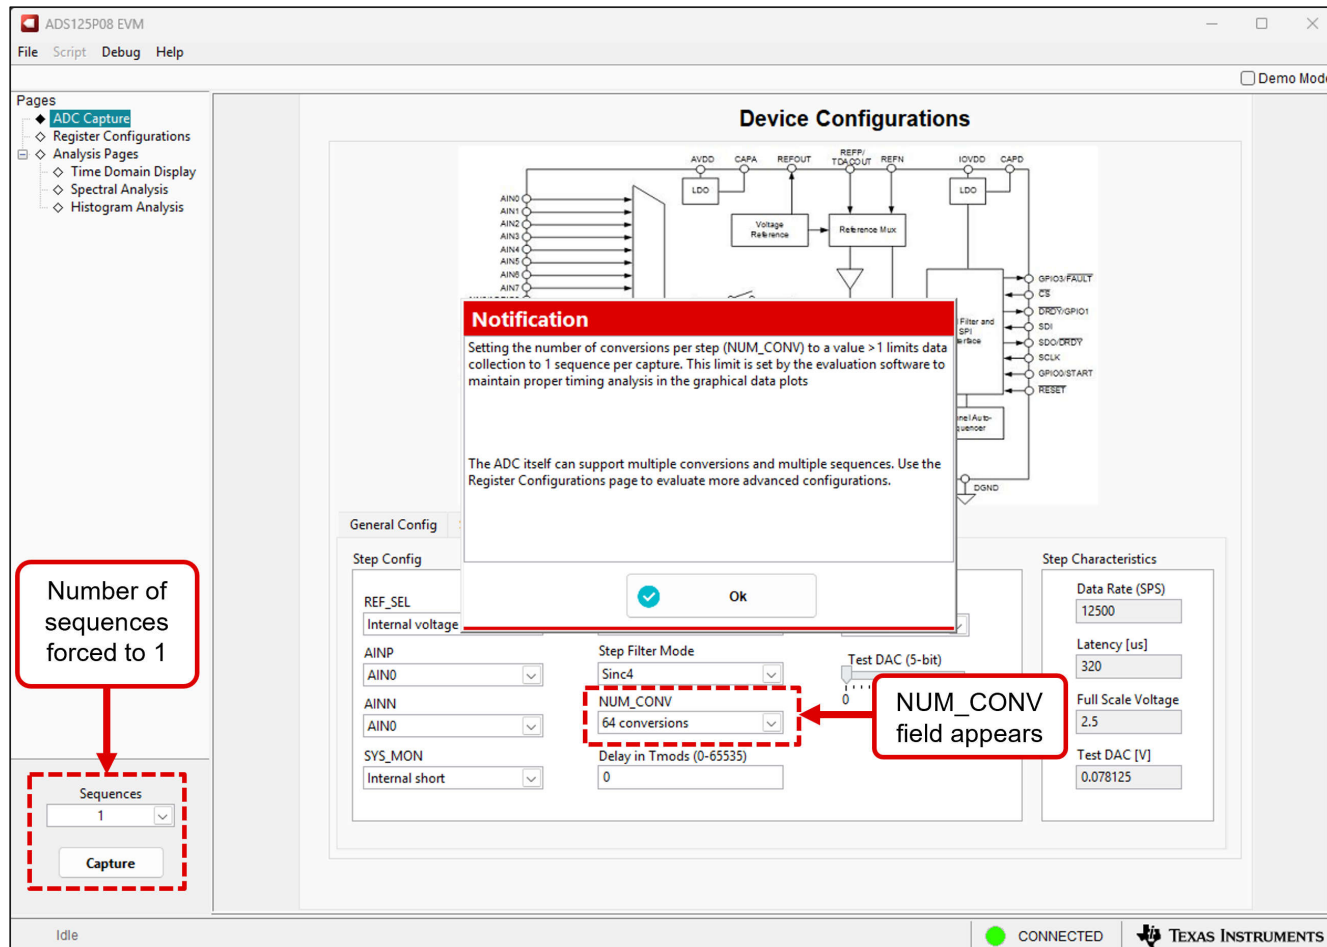 ADS125P08 EVM
File Script Debug Help
Demo Mode
Pages
ADC Capture
Register Configurations
Analysis Pages
Time Domain Display
Spectral Analysis
Histogram Analysis
Device Configurations
AVDD CAPA REFOUT REFP/ TDACOUT REFN IOVDD CAPD
LDO
LDO
Voltage Reference
Reference Mux
AIN0
AIN1
AIN2
AIN3
AIN4
AIN5
AIN6
AIN7
GPIO3/FAULT
CS
DRDY/GPIO1
SDI
SDO/DRDY
SCLK
GPIO0/START
RESET
Filter and
SPI
DGND
Notification
Setting the number of conversions per step (NUM_CONV) to a value >1 limits data
collection to 1 sequence per capture. This limit is set by the evaluation software to
maintain proper timing analysis in the graphical data plots
The ADC itself can support multiple conversions and multiple sequences. Use the
Register Configurations page to evaluate more advanced configurations.
Ok
General Config
Step Config
REF_SEL
Internal voltage
AINP
AIN0
AINN
AIN0
SYS_MON
Internal short
Step Filter Mode
Sinc4
NUM_CONV
64 conversions
Delay in Tmods (0-65535)
0
Test DAC (5-bit)
0
NUM_CONV
field appears
Step Characteristics
Data Rate (SPS)
12500
Latency [us]
320
Full Scale Voltage
2.5
Test DAC [V]
0.078125
Number of
sequences
forced to 1
Sequences
1
Capture
Idle
CONNECTED
TEXAS INSTRUMENTS